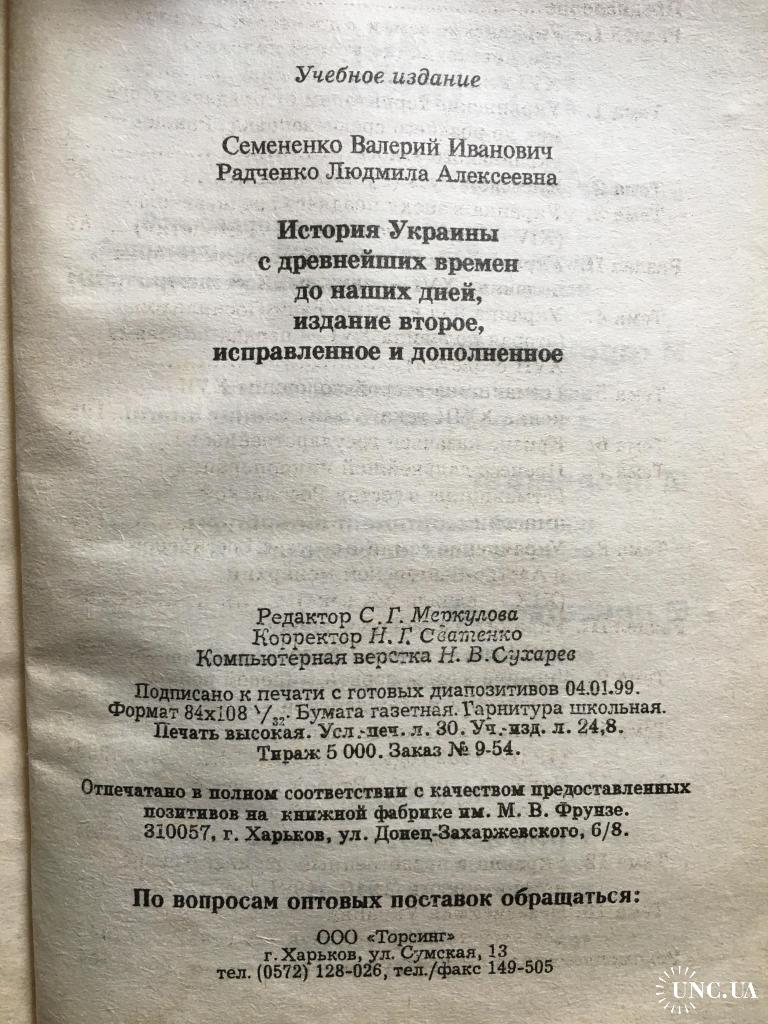 Учебное издание
Семененко Валерий Иванович
Радченко Людмила Алексеевна
История Украины
с древнейших времен
до наших дней,
издание второе,
исправленное и дополненное
Редактор С. Г. Меркулова
Корректор Н. Г. Сватенко
Компьютерная верстка Н. В. Сухарев
Подписано к печати с готовых диапозитивов 04.01.99.
Формат 84х108 1/32. Бумага газетная. Гарнитура школьная.
Печать высокая. Усл.-печ. л. 30. Уч.-изд. л. 24,8.
Тираж 5 000. Заказ № 9-54.
Отпечатано в полном соответствии с качеством предоставленных
позитивов на книжной фабрике им. М. В. Фрунзе.
310057, г. Харьков, ул. Донец-Захаржевского, 6/8.
По вопросам оптовых поставок обращаться:
ООО «Торсинг»
г. Харьков, ул. Сумская, 13
тел. (0572) 128-026, тел./факс 149-505
UNC.UA